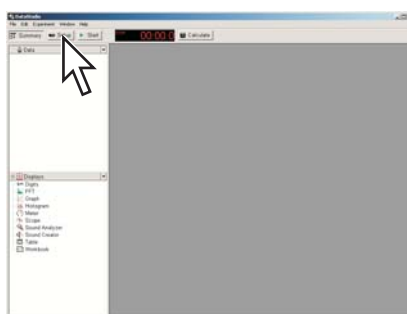 DataStudio
File Edit Experiment Window Help
Summary Setup Start 00:00.0 Calculate
Data
Displays
Digits
FFT
Graph
Histogram
Meter
Scope
Sound Analyzer
Sound Creator
Table
Workbook